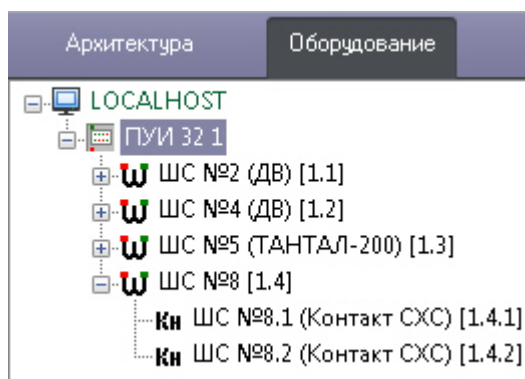 Архитектура Оборудование
LOCALHOST
ПУИ 32 1
ШС №2 (ДВ) [1.1]
ШС №4 (ДВ) [1.2]
ШС №5 (ТАНТАЛ-200) [1.3]
ШС №8 [1.4]
Кн ШС №8.1 (Контакт СХС) [1.4.1]
Кн ШС №8.2 (Контакт СХС) [1.4.2]